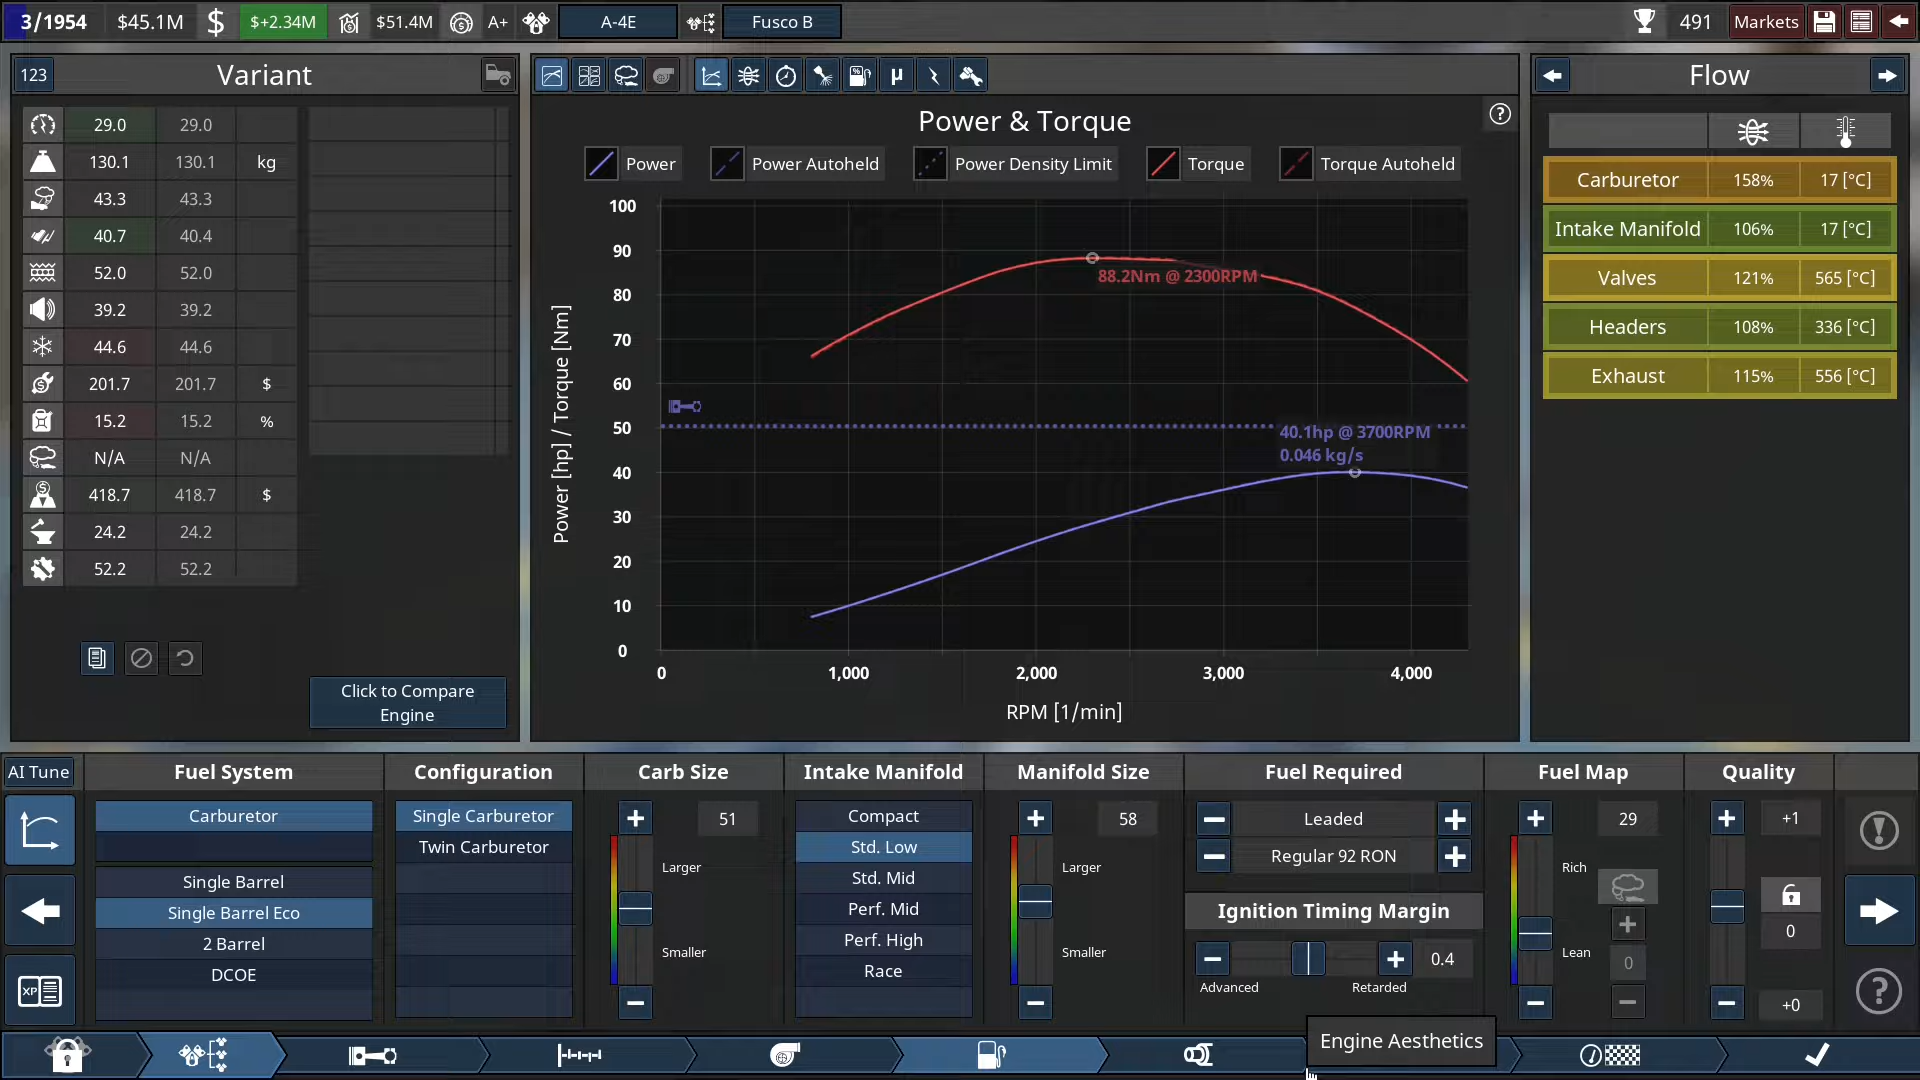 3/1954
$45.1M
$+2.34M
$51.4M
A+
A-4E
Fusco B
491
Markets
123
Variant
29.0 29.0
130.1 130.1 kg
43.3 43.3
40.7 40.4
52.0 52.0
39.2 39.2
44.6 44.6
201.7 201.7 $
15.2 15.2 %
N/A N/A
418.7 418.7 $
24.2 24.2
52.2 52.2
Click to Compare
Engine
Power & Torque
?
Power
Power Autoheld
Power Density Limit
Torque
Torque Autoheld
Power [hp] / Torque [Nm]
100
90
80
70
60
50
40
30
20
10
0
88.2Nm @ 2300RPM
40.1hp @ 3700RPM
0.046 kg/s
0 1,000 2,000 3,000 4,000
RPM [1/min]
Flow
Carburetor 158% 17 [°C]
Intake Manifold 106% 17 [°C]
Valves 121% 565 [°C]
Headers 108% 336 [°C]
Exhaust 115% 556 [°C]
AI Tune
XP
Fuel System
Carburetor
Single Barrel
Single Barrel Eco
2 Barrel
DCOE
Configuration
Single Carburetor
Twin Carburetor
Carb Size
51
Larger
Smaller
Intake Manifold
Compact
Std. Low
Std. Mid
Perf. Mid
Perf. High
Race
Manifold Size
58
Larger
Smaller
Fuel Required
Leaded
Regular 92 RON
Ignition Timing Margin
0.4
Advanced
Retarded
Fuel Map
29
Rich
Lean
0
Quality
+1
0
+0
Engine Aesthetics